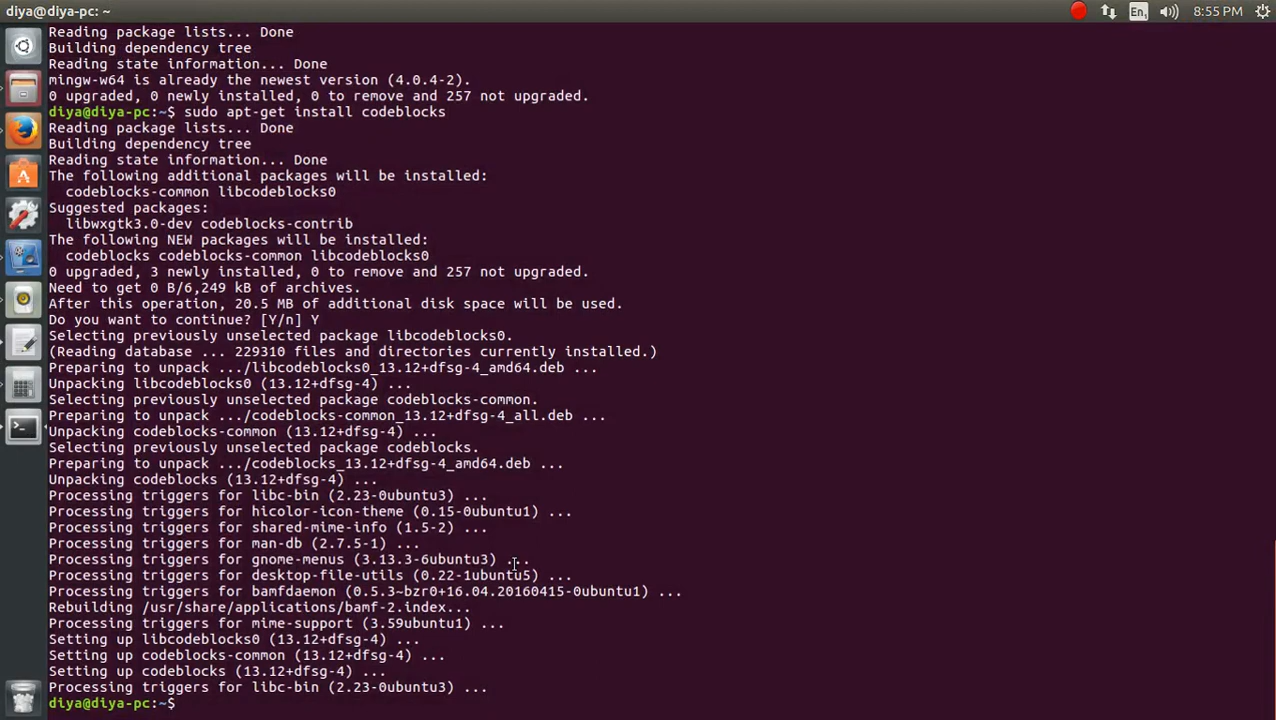 diya@diya-pc: ~
En
8:55 PM
Reading package lists... Done
Building dependency tree
Reading state information... Done
mingw-w64 is already the newest version (4.0.4-2).
0 upgraded, 0 newly installed, 0 to remove and 257 not upgraded.
diya@diya-pc:~$ sudo apt-get install codeblocks
Reading package lists... Done
Building dependency tree
Reading state information... Done
The following additional packages will be installed:
  codeblocks-common libcodeblocks0
Suggested packages:
  libwxgtk3.0-dev codeblocks-contrib
The following NEW packages will be installed:
  codeblocks codeblocks-common libcodeblocks0
0 upgraded, 3 newly installed, 0 to remove and 257 not upgraded.
Need to get 0 B/6,249 kB of archives.
After this operation, 20.5 MB of additional disk space will be used.
Do you want to continue? [Y/n] Y
Selecting previously unselected package libcodeblocks0.
(Reading database ... 229310 files and directories currently installed.)
Preparing to unpack .../libcodeblocks0_13.12+dfsg-4_amd64.deb ...
Unpacking libcodeblocks0 (13.12+dfsg-4) ...
Selecting previously unselected package codeblocks-common.
Preparing to unpack .../codeblocks-common_13.12+dfsg-4_all.deb ...
Unpacking codeblocks-common (13.12+dfsg-4) ...
Selecting previously unselected package codeblocks.
Preparing to unpack .../codeblocks_13.12+dfsg-4_amd64.deb ...
Unpacking codeblocks (13.12+dfsg-4) ...
Processing triggers for libc-bin (2.23-0ubuntu3) ...
Processing triggers for hicolor-icon-theme (0.15-0ubuntu1) ...
Processing triggers for shared-mime-info (1.5-2) ...
Processing triggers for man-db (2.7.5-1) ...
Processing triggers for gnome-menus (3.13.3-6ubuntu3) ...
Processing triggers for desktop-file-utils (0.22-1ubuntu5) ...
Processing triggers for bamfdaemon (0.5.3~bzr0+16.04.20160415-0ubuntu1) ...
Rebuilding /usr/share/applications/bamf-2.index...
Processing triggers for mime-support (3.59ubuntu1) ...
Setting up libcodeblocks0 (13.12+dfsg-4) ...
Setting up codeblocks-common (13.12+dfsg-4) ...
Setting up codeblocks (13.12+dfsg-4) ...
Processing triggers for libc-bin (2.23-0ubuntu3) ...
diya@diya-pc:~$